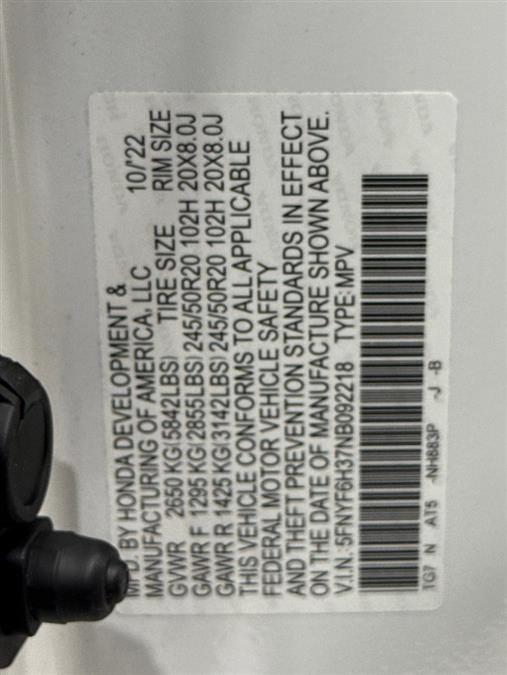 MFD. BY HONDA DEVELOPMENT &
MANUFACTURING OF AMERICA, LLC 10/'22
GVWR 2650 KG(5842LBS) TIRE SIZE RIM SIZE
GAWR F 1295 KG(2855LBS) 245/50R20 102H 20X8.0J
GAWR R 1425 KG(3142LBS) 245/50R20 102H 20X8.0J
THIS VEHICLE CONFORMS TO ALL APPLICABLE
FEDERAL MOTOR VEHICLE SAFETY
AND THEFT PREVENTION STANDARDS IN EFFECT
ON THE DATE OF MANUFACTURE SHOWN ABOVE.
V.I.N.: 5FNYF6H37NB092218 TYPE: MPV
TG7 N AT5 -NH883P -J -B